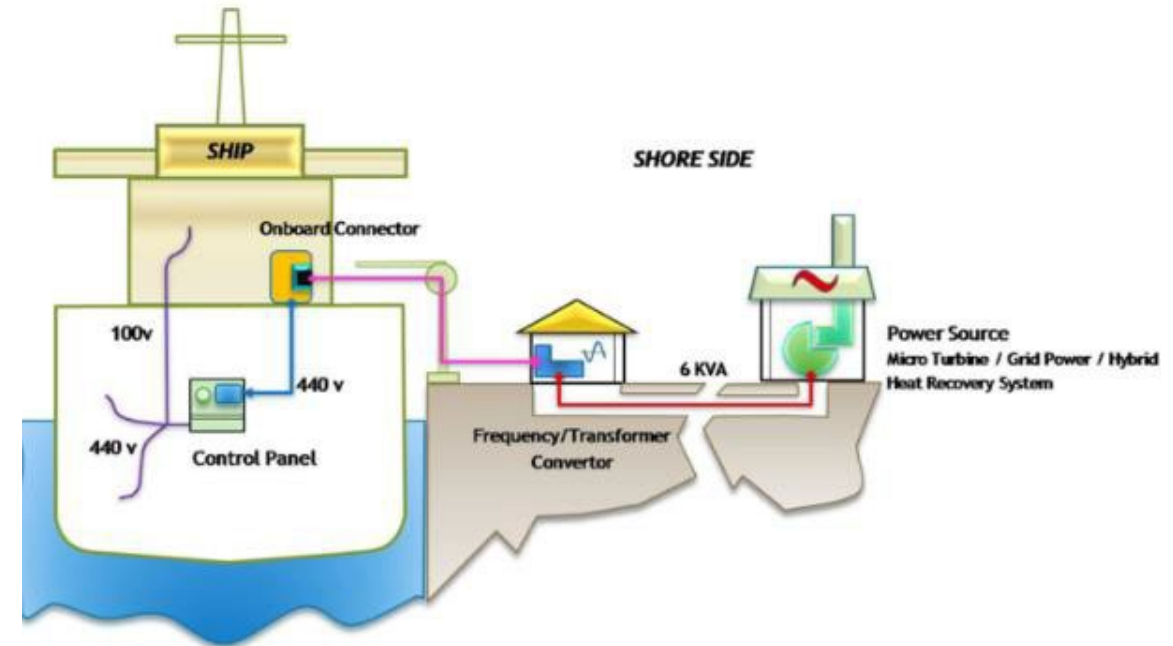 SHIP
SHORE SIDE
Onboard Connector
100v
440 v
440 v
Control Panel
6 KVA
Frequency/Transformer
Convertor
Power Source
Micro Turbine / Grid Power / Hybrid
Heat Recovery System